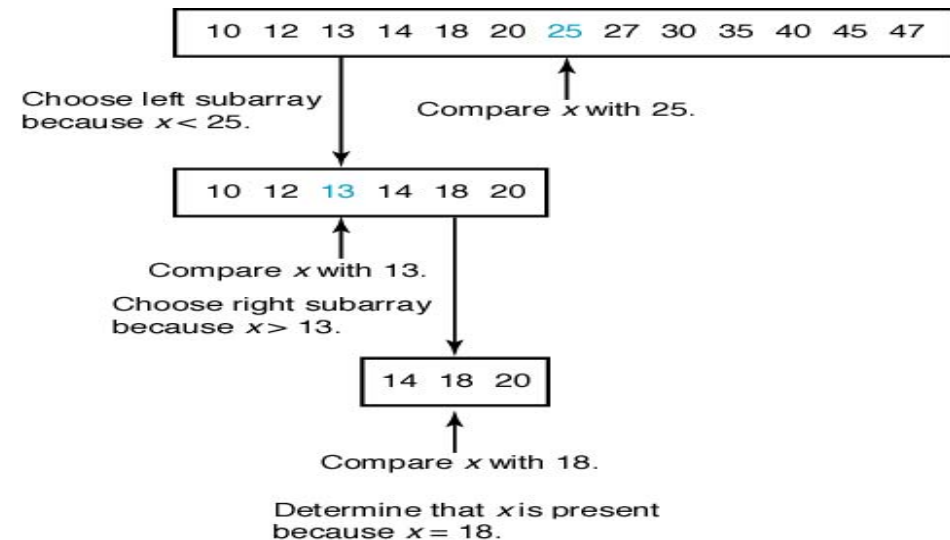 10 12 13 14 18 20 25 27 30 35 40 45 47
Choose left subarray
because x < 25.
Compare x with 25.
10 12 13 14 18 20
Compare x with 13.
Choose right subarray
because x > 13.
14 18 20
Compare x with 18.
Determine that x is present
because x = 18.